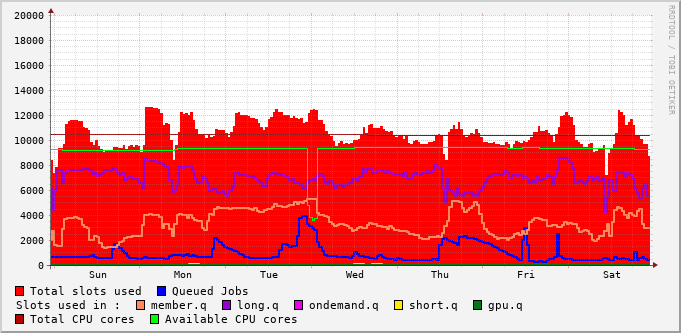 RRDTOOL / TOBI OETIKER
20000
18000
16000
14000
12000
10000
8000
6000
4000
2000
0
Sun Mon Tue Wed Thu Fri Sat
Total slots used Queued Jobs
Slots used in : member.q long.q ondemand.q short.q gpu.q
Total CPU cores Available CPU cores